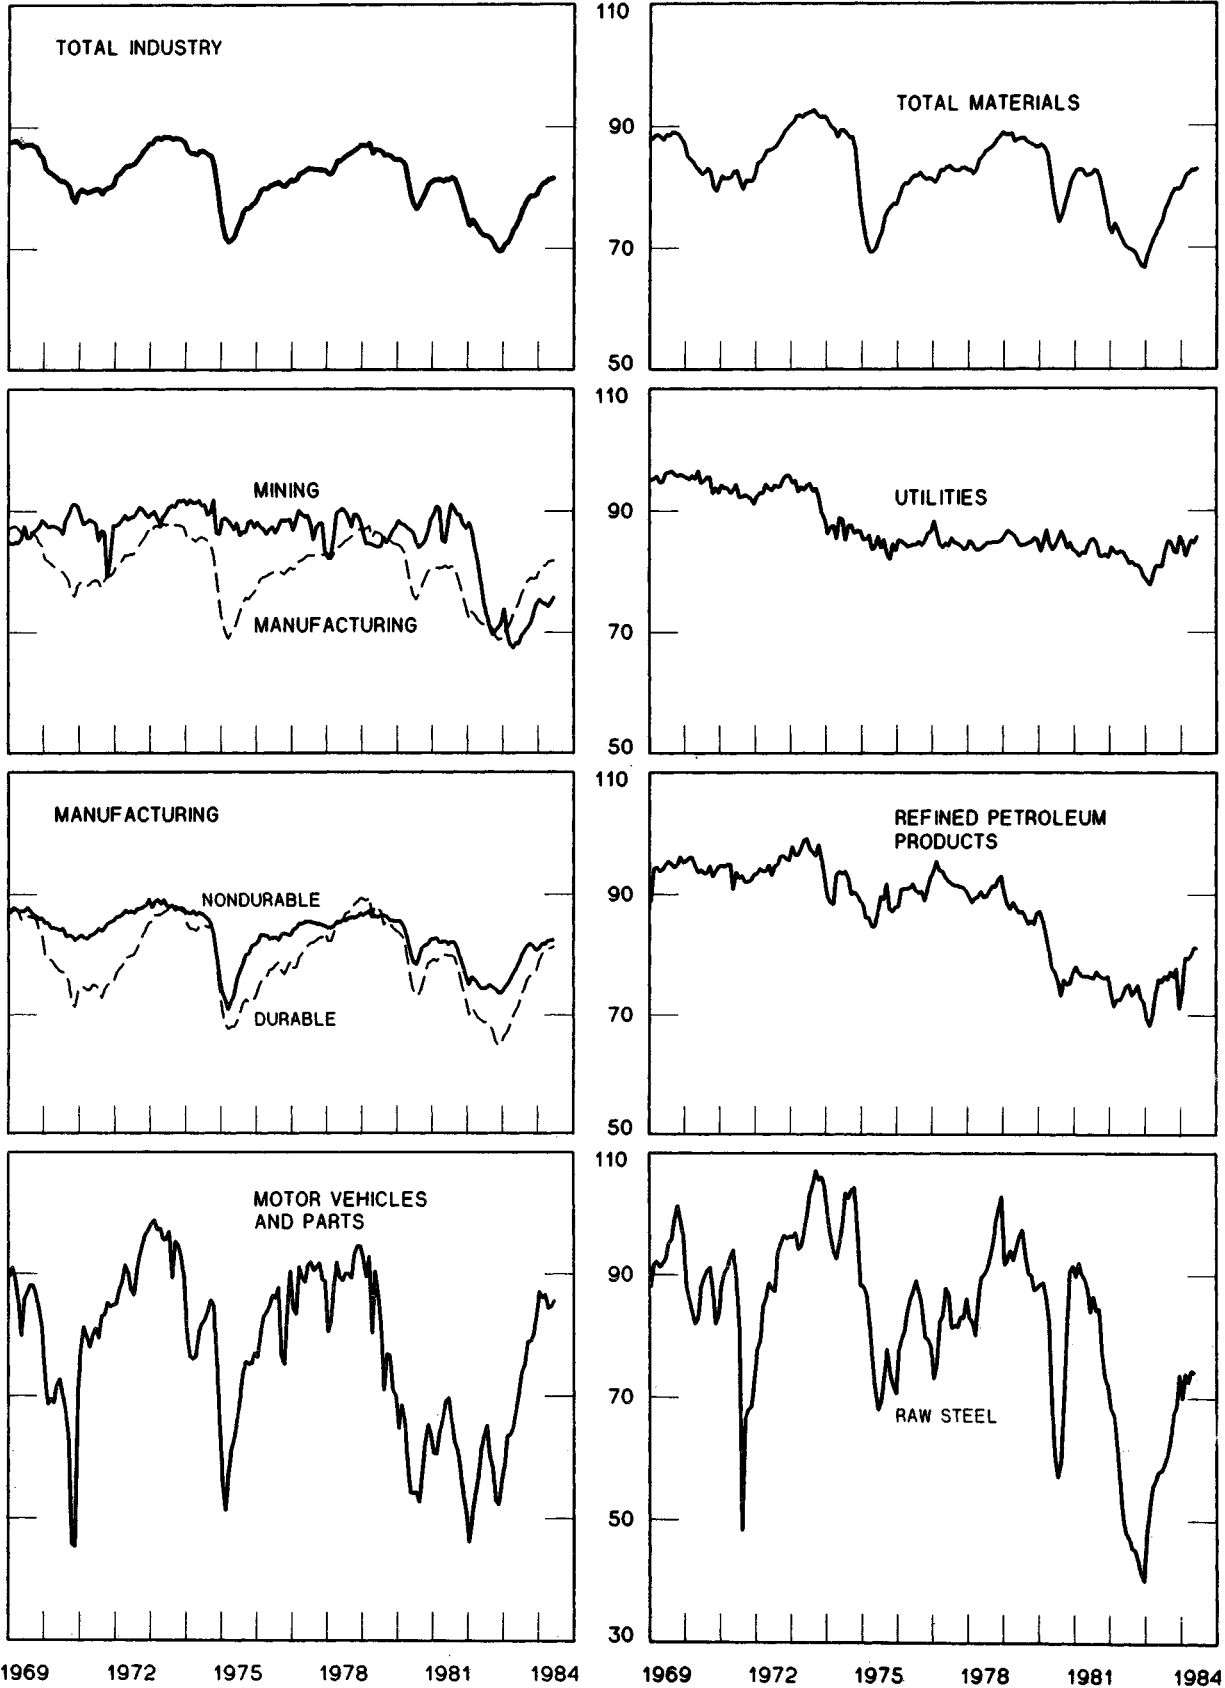 110
TOTAL INDUSTRY
TOTAL MATERIALS
90
70
50
110
MINING
90
UTILITIES
MANUFACTURING
70
50
110
MANUFACTURING
REFINED PETROLEUM
PRODUCTS
NONDURABLE
90
DURABLE
70
50
110
MOTOR VEHICLES
AND PARTS
90
70
RAW STEEL
50
30
1969 1972 1975 1978 1981 1984
1969 1972 1975 1978 1981 1984